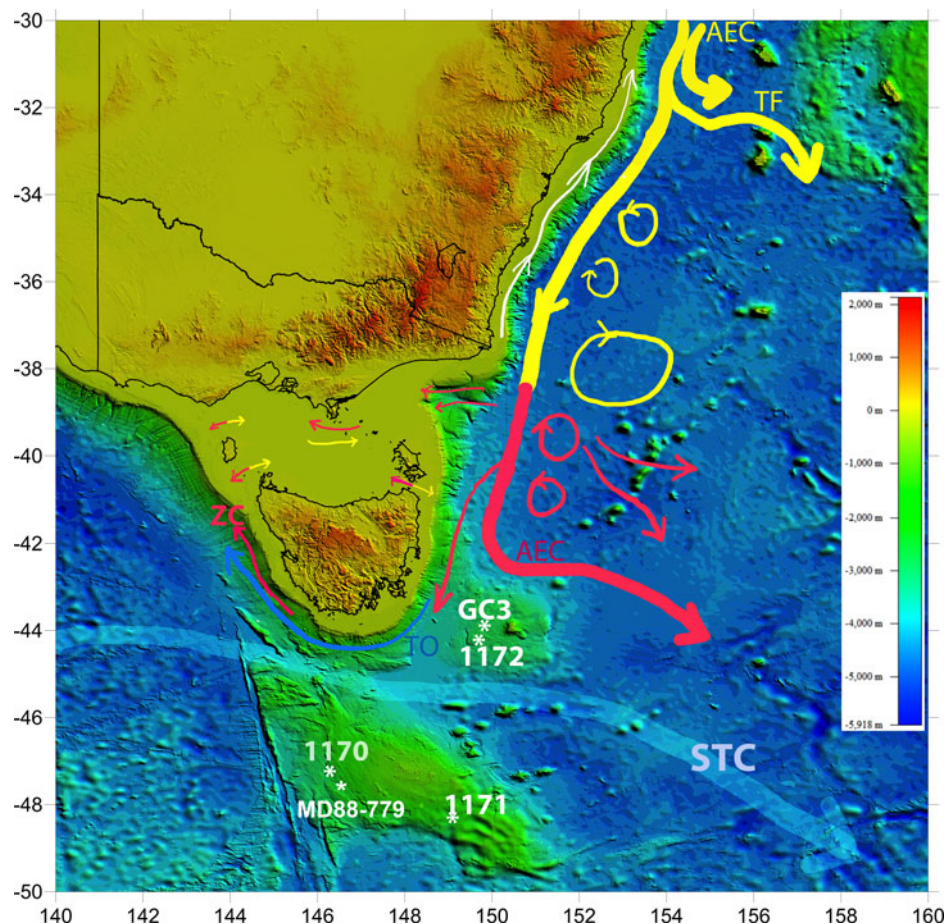 -30
AEC
TF
-32
-34
-36
-38
2,000 m
1,000 m
0 m
-1,000 m
-2,000 m
-3,000 m
-4,000 m
-5,000 m
-5,918 m
-40
ZC
-42
AEC
GC3
*
-44
TO
*
1172
-46
STC
1170
*
*
MD88-779
1171
*
-48
-50
140 142 144 146 148 150 152 154 156 158 160